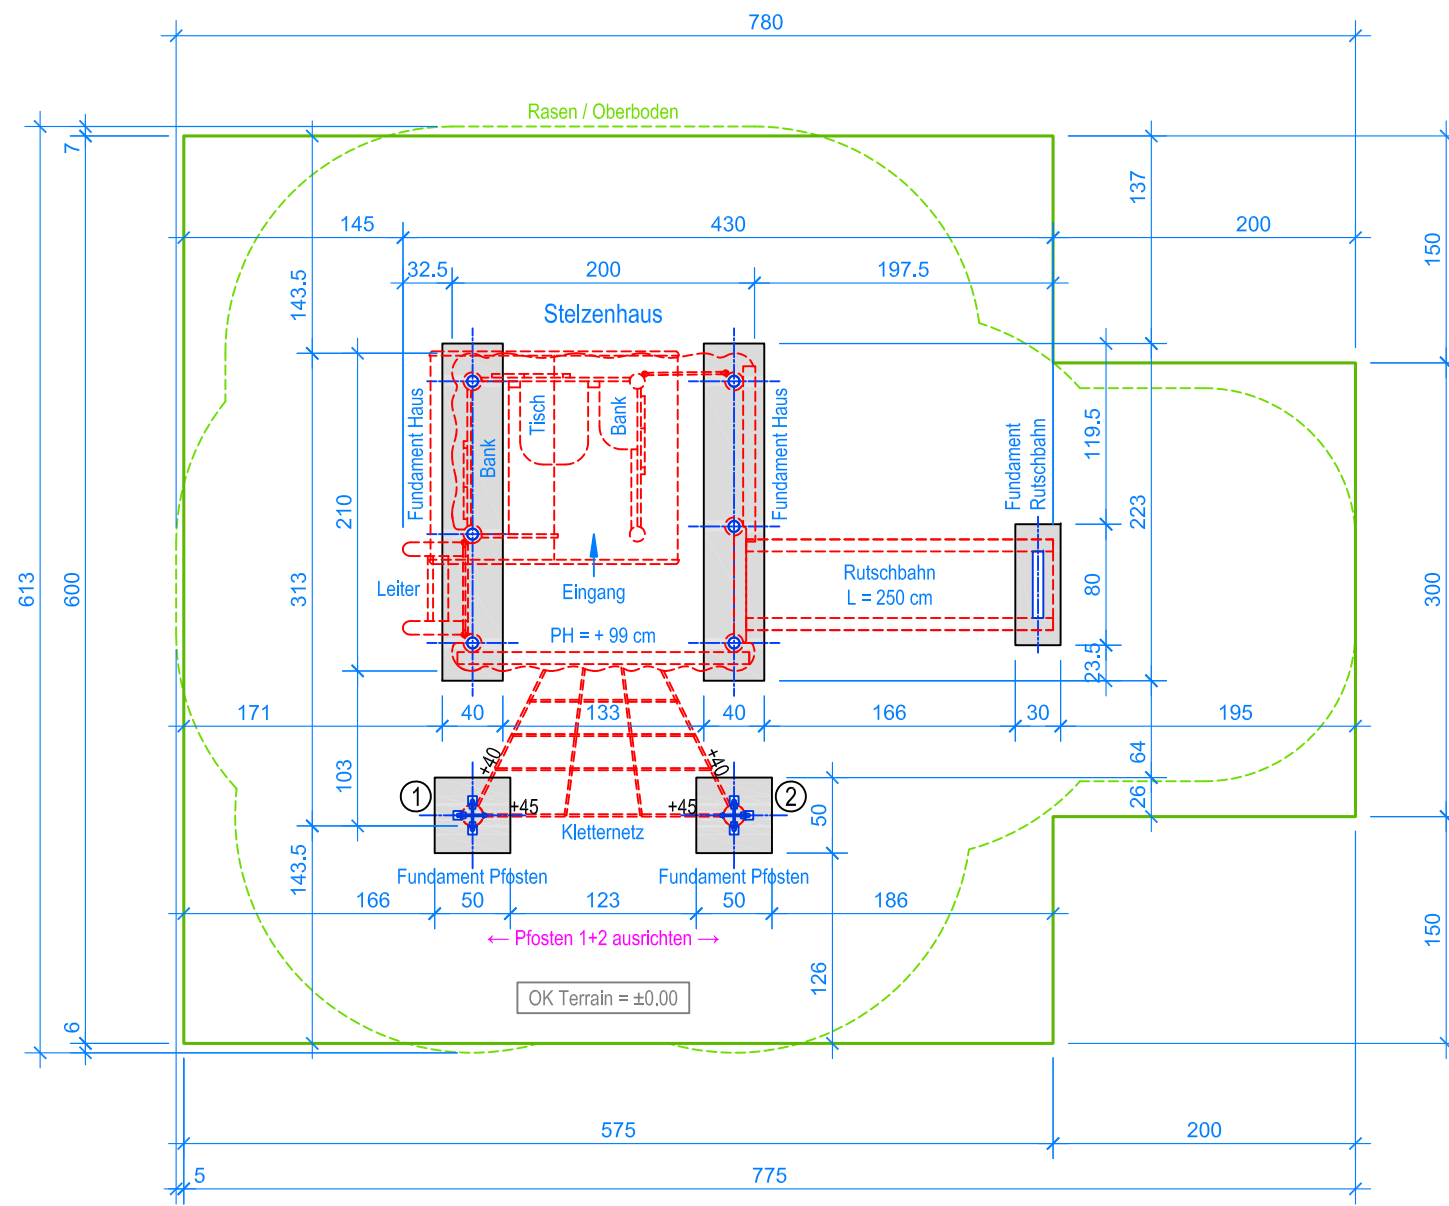 780
Rasen / Oberboden
7
137
145
430
200
150
32.5
200
197.5
143.5
Stelzenhaus
Fundament Haus
Bank
Tisch
Bank
Fundament Haus
119.5
Fundament
Rutschbahn
210
223
613
600
313
Leiter
Eingang
Rutschbahn
L = 250 cm
80
300
PH = + 99 cm
23.5
171
40
133
40
166
30
195
64
+40
+40
103
1
+45
+45
2
50
26
Kletternetz
143.5
Fundament Pfosten
Fundament Pfosten
166
50
123
50
186
150
← Pfosten 1+2 ausrichten →
126
OK Terrain = ±0.00
6
575
200
5
775